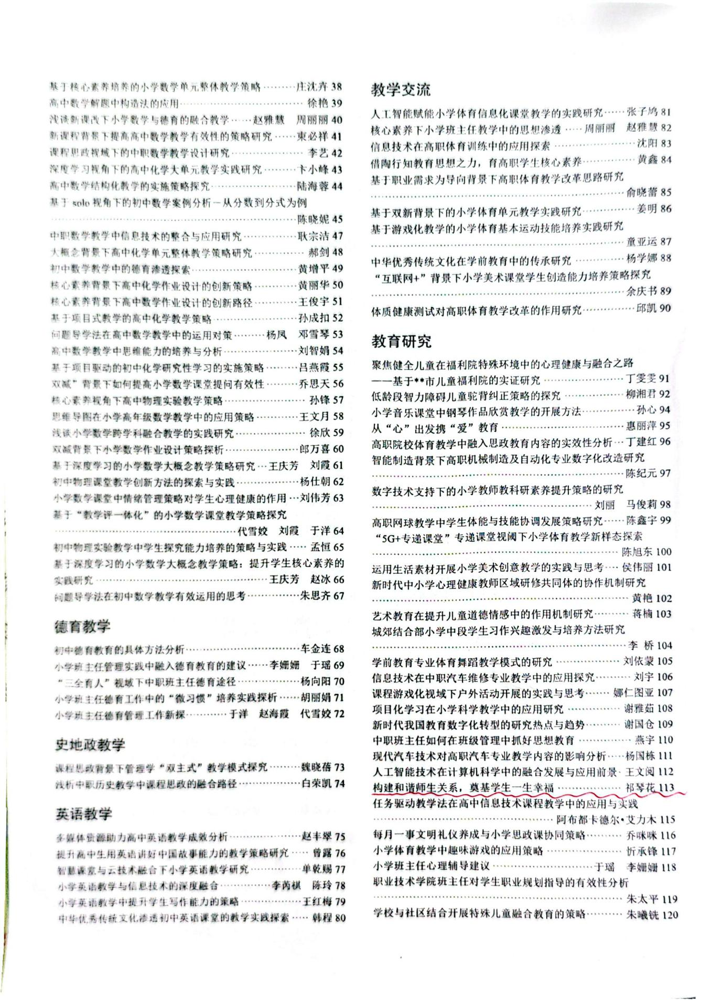 基于核心素养培养的小学数学单元整体教学策略………庄沈卉 38
高中数学解题中构造法的应用………徐艳 39
浅谈新课改下小学数学与德育的融合教学……赵雅慧 周丽丽 40
新课程背景下提高高中数学教学有效性的策略研究……束必祥 41
课程思政视域下的中职数学教学设计研究………李艺 42
深度学习视角下的高中化学大单元教学实践研究………卞小峰 43
高中数学结构化教学的实施策略探究………陆海蓉 44
基于 solo 视角下的初中数学案例分析－从分数到分式为例
………陈晓妮 45
中职数学教学中信息技术的整合与应用研究………耿宗洁 47
大概念背景下高中化学单元整体教学策略研究………郝剑 48
初中数学教学中的德育渗透探索………黄增平 49
核心素养背景下高中化学作业设计的创新策略………黄丽华 50
核心素养背景下高中数学作业设计的创新路径………王俊宇 51
基于项目式教学的高中化学教学策略………孙成扣 52
问题导学法在高中数学教学中的运用对策………杨凤 邓雪琴 53
高中数学教学中思维能力的培养与分析………刘智娟 54
基于项目驱动的初中化学研究性学习的实施策略………吕燕霞 55
双减”背景下如何提高小学数学课堂提问有效性………乔思天 56
核心素养视角下高中物理实验教学策略………孙锋 57
思维导图在小学高年级数学教学中的应用策略………王文月 58
浅谈小学数学跨学科融合教学的实践研究………徐欣 59
双减背景下小学数学作业设计策略探析………郎万喜 60
基于深度学习的小学数学大概念教学策略研究…王庆芳 刘霞 61
初中物理课堂教学创新方法的探索与实践………杨仕朝 62
小学数学课堂中情绪管理策略对学生心理健康的作用…刘伟芳 63
基于“教学评一体化”的小学数学课堂教学策略探究
………代雪姣 刘霞 于洋 64
初中物理实验教学中学生探究能力培养的策略与实践……孟恒 65
基于深度学习的小学数学大概念教学策略：提升学生核心素养的
实践研究………王庆芳 赵冰 66
问题导学法在初中数学教学有效运用的思考………朱思齐 67
德育教学
初中德育教育的具体方法分析………车金连 68
小学班主任管理实践中融入德育教育的建议……李姗姗 于瑶 69
“三全育人”视域下中职班主任德育途径………杨向阳 70
小学班主任德育工作中的“微习惯”培养实践探析……胡丽娟 71
小学班主任德育管理工作新探………于洋 赵海霞 代雪姣 72
史地政教学
课程思政背景下管理学“双主式”教学模式探究………魏晓蓓 73
浅析中职历史教学中课程思政的融合路径………白荣凯 74
英语教学
多媒体资源助力高中英语教学成效分析………赵丰翠 75
提升高中生用英语讲好中国故事能力的教学策略研究……曾露 76
智慧课堂与云技术融合下小学英语教学研究………单乾赐 77
小学英语教学与信息技术的深度融合………李芮祺 陈玲 78
小学英语教学中提升学生写作能力的策略………王红梅 79
中华优秀传统文化渗透初中英语课堂的教学实践探索……韩程 80
教学交流
人工智能赋能小学体育信息化课堂教学的实践研究……张子鸠 81
核心素养下小学班主任教学中的思想渗透……周丽丽 赵雅慧 82
信息技术在高职体育训练中的应用探索………沈阳 83
借陶行知教育思想之力，育高职学生核心素养………黄鑫 84
基于职业需求为导向背景下高职体育教学改革思路研究
………俞晓蕾 85
基于双新背景下的小学体育单元教学实践研究………姜明 86
基于游戏化教学的小学体育基本运动技能培养实践研究
………童亚运 87
中华优秀传统文化在学前教育中的传承研究………杨学娜 88
“互联网+”背景下小学美术课堂学生创造能力培养策略探究
………余庆书 89
体质健康测试对高职体育教学改革的作用研究………邱凯 90
教育研究
聚焦健全儿童在福利院特殊环境中的心理健康与融合之路
——基于**市儿童福利院的实证研究………丁雯雯 91
低龄段智力障碍儿童驼背纠正策略的探究………柳湘君 92
小学音乐课堂中钢琴作品欣赏教学的开展方法………孙心 94
从“心”出发携“爱”教育………惠丽萍 95
高职院校体育教学中融入思政教育内容的实效性分析…丁建红 96
智能制造背景下高职机械制造及自动化专业数字化改造研究
………陈纪元 97
数字技术支持下的小学教师教科研素养提升策略的研究
………刘丽 马俊莉 98
高职网球教学中学生体能与技能协调发展策略研究……陈鑫宇 99
“5G+专递课堂”专递课堂视阈下小学体育教学新样态探索
………陈旭东 100
运用生活素材开展小学美术创意教学的实践与思考…侯伟丽 101
新时代中小学心理健康教师区域研修共同体的协作机制研究
………黄艳 102
艺术教育在提升儿童道德情感中的作用机制研究………蒋楠 103
城郊结合部小学中段学生习作兴趣激发与培养方法研究
………李 桥 104
学前教育专业体育舞蹈教学模式的研究………刘依蒙 105
信息技术在中职汽车维修专业教学中的应用探究………刘宇 106
课程游戏化视域下户外活动开展的实践与思考……娜仁图亚 107
项目化学习在小学科学教学中的应用研究………谢雅茹 108
新时代我国教育数字化转型的研究热点与趋势………谢国仓 109
中职班主任如何在班级管理中抓好思想教育………燕宇 110
现代汽车技术对高职汽车专业教学内容的影响分析……杨国栋 111
人工智能技术在计算机科学中的融合发展与应用前景·王文阅 112
构建和谐师生关系，奠基学生一生幸福………祁琴花 113
任务驱动教学法在高中信息技术课程教学中的应用与实践
………阿布都卡德尔·艾力木 115
每月一事文明礼仪养成与小学思政课协同策略………乔咪咪 116
小学体育教学中趣味游戏的应用策略………忻承锋 117
小学班主任心理辅导建议………于瑶 李姗姗 118
职业技术学院班主任对学生职业规划指导的有效性分析
………朱太平 119
学校与社区结合开展特殊儿童融合教育的策略………朱曦铣 120